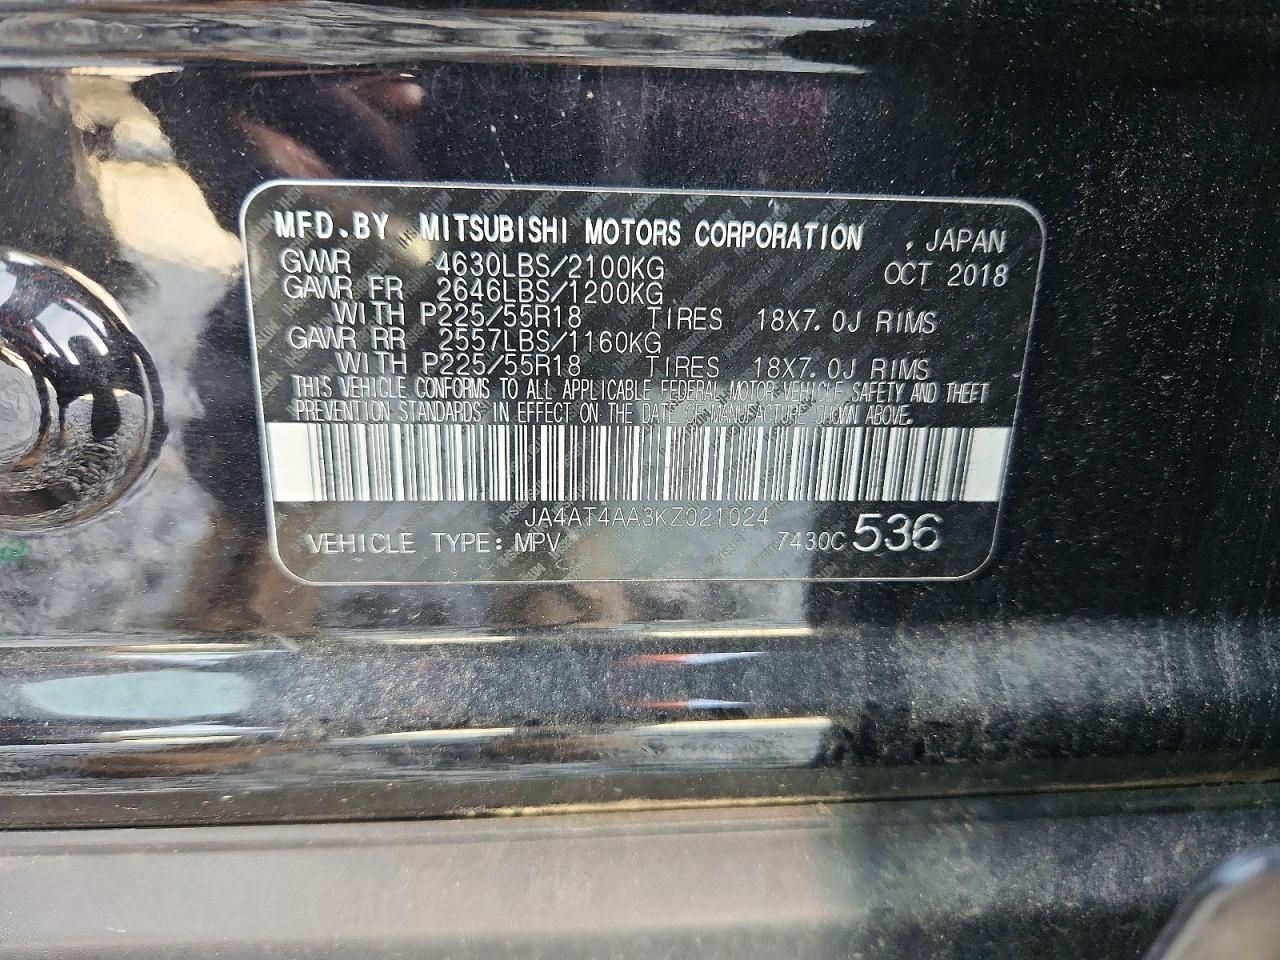 MFD.BY MITSUBISHI MOTORS CORPORATION , JAPAN
GVWR 4630LBS/2100KG OCT 2018
GAWR FR 2646LBS/1200KG
WITH P225/55R18 TIRES 18X7.0J RIMS
GAWR RR 2557LBS/1160KG
WITH P225/55R18 TIRES 18X7.0J RIMS
THIS VEHICLE CONFORMS TO ALL APPLICABLE FEDERAL MOTOR VEHICLE SAFETY AND THEFT
PREVENTION STANDARDS IN EFFECT ON THE DATE OF MANUFACTURE SHOWN ABOVE.
JA4AT4AA3KZ021024
VEHICLE TYPE: MPV 7430C 536